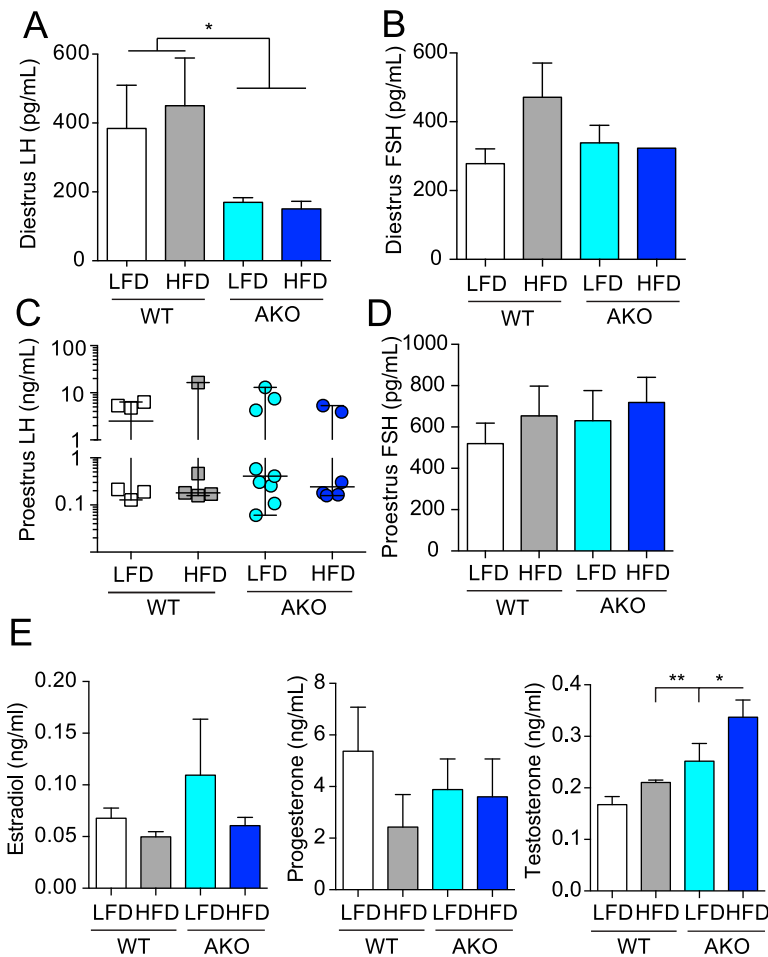 A
Diestrus LH (pg/mL)
600
400
200
0
*
LFD HFD LFD HFD
WT AKO
B
Diestrus FSH (pg/mL)
600
400
200
0
LFD HFD LFD HFD
WT AKO
C
Proestrus LH (ng/mL)
100
10
1
1
0.1
LFD HFD LFD HFD
WT AKO
D
Proestrus FSH (pg/mL)
1000
800
600
400
200
0
LFD HFD LFD HFD
WT AKO
E
Estradiol (ng/ml)
0.20
0.15
0.10
0.05
0.00
LFD HFD LFD HFD
WT AKO
Progesterone (ng/mL)
8
6
4
2
0
LFD HFD LFD HFD
WT AKO
Testosterone (ng/ml)
0.4
0.3
0.2
0.1
0.0
** *
LFD HFD LFD HFD
WT AKO